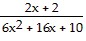 2x + 2
6x² + 16x + 10